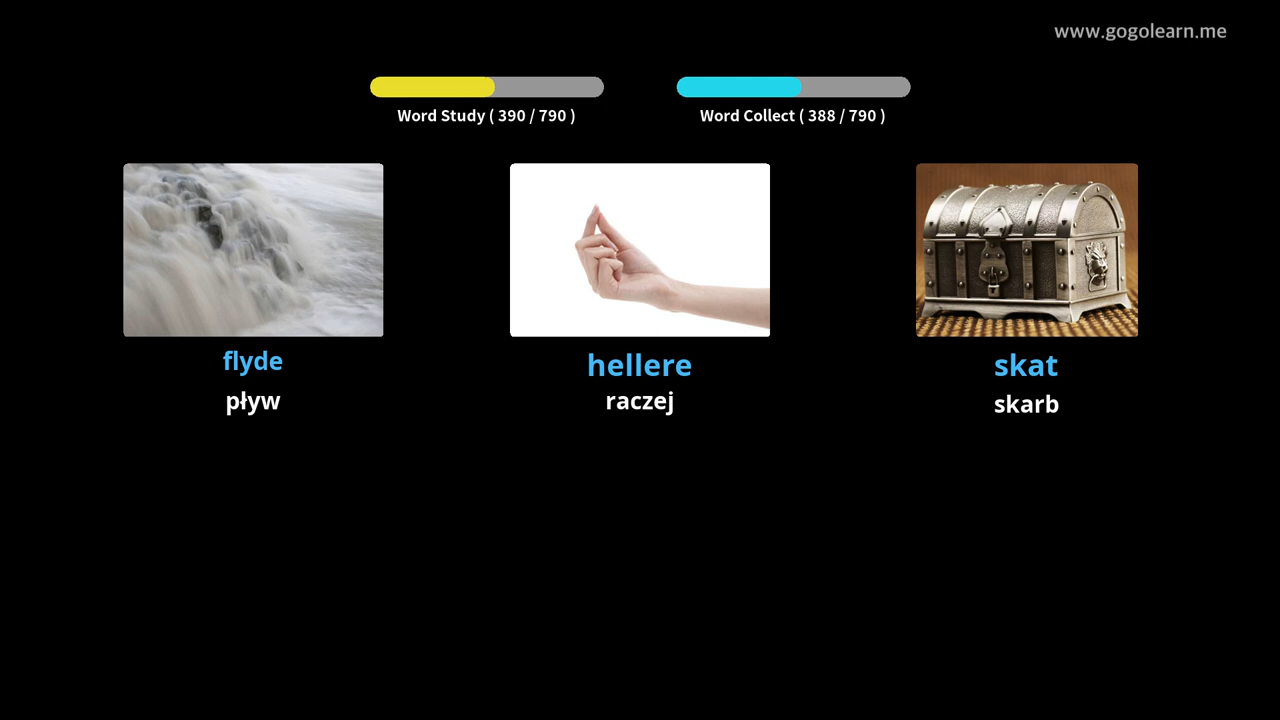 www.gogolearn.me
Word Study ( 390 / 790 )
Word Collect ( 388 / 790 )
flyde
pływ
hellere
raczej
skat
skarb